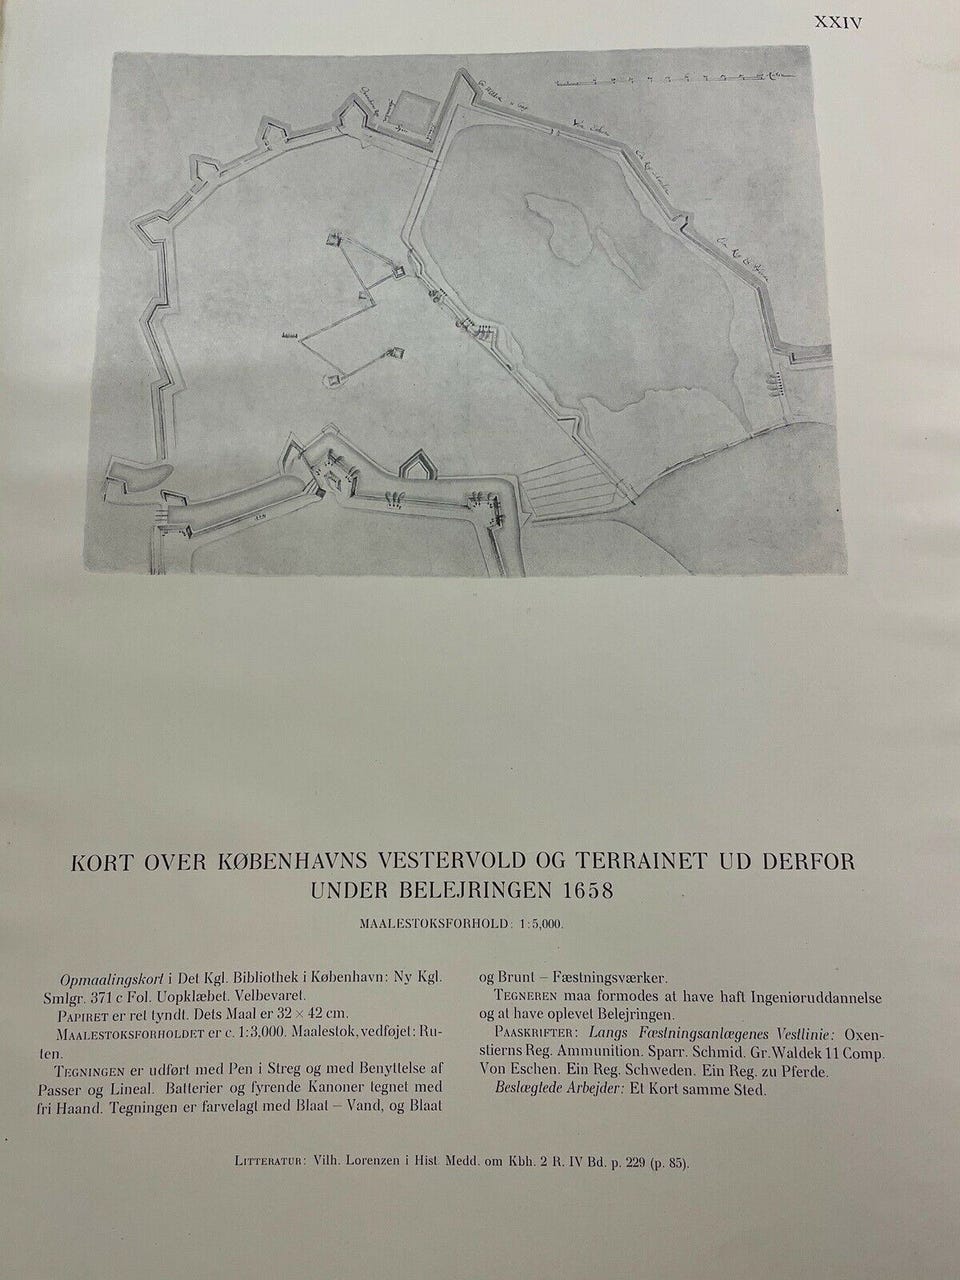 XXIV
KORT OVER KØBENHAVNS VESTERVOLD OG TERRAINET UD DERFOR
UNDER BELEJRINGEN 1658
MAALESTOKSFORHOLD: 1:5,000.
Opmaalingskort i Det Kgl. Bibliothek i København: Ny Kgl.
Smlgr. 371 c Fol. Uopklæbet. Velbevaret.
PAPIRET er ret tyndt. Dets Maal er 32 × 42 cm.
MAALESTOKSFORHOLDET er c. 1:3,000. Maalestok, vedføjet: Ru-
ten.
TEGNINGEN er udført med Pen i Streg og med Benyttelse af
Passer og Lineal. Batterier og fyrende Kanoner tegnet med
fri Haand. Tegningen er farvelagt med Blaat – Vand, og Blaat
og Brunt – Fæstningsværker.
TEGNEREN maa formodes at have haft Ingeniøruddannelse
og at have oplevet Belejringen.
PAASKRIFTER: Langs Fæstningsanlægenes Vestlinie: Oxen-
stierns Reg. Ammunition. Sparr. Schmid. Gr. Waldek 11 Comp.
Von Eschen. Ein Reg. Schweden. Ein Reg. zu Pferde.
Beslægtede Arbejder: Et Kort samme Sted.
LITTERATUR: Vilh. Lorenzen i Hist. Medd. om Kbh. 2 R. IV Bd. p. 229 (p. 85).